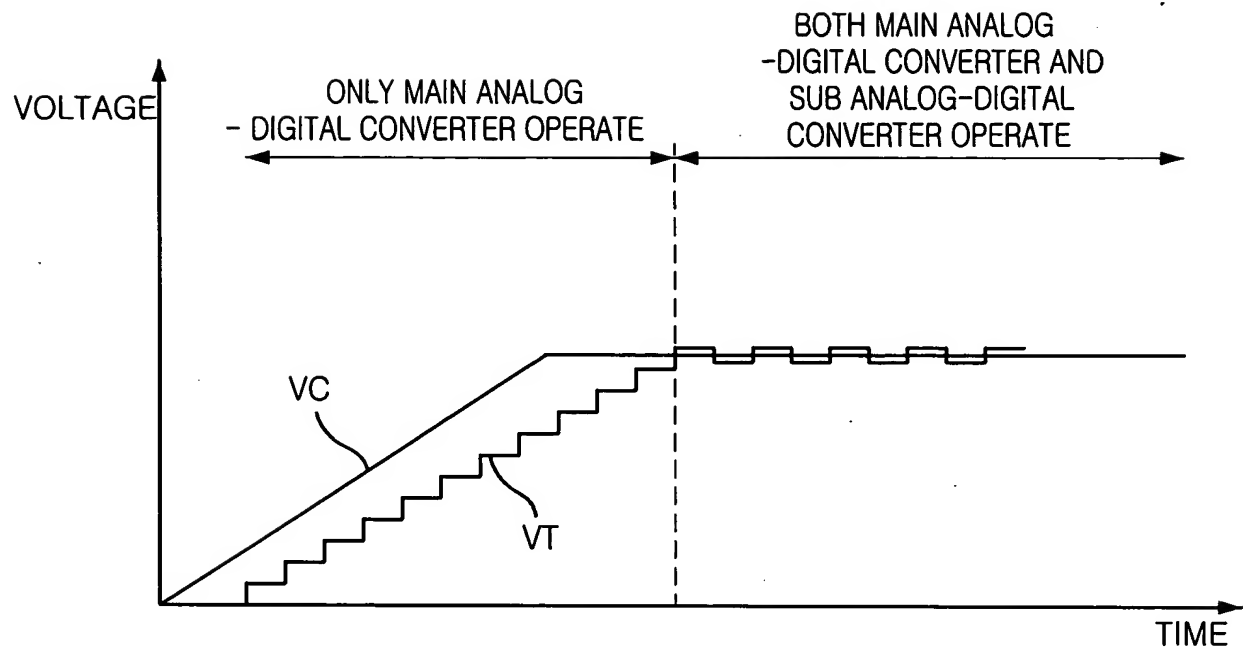 VOLTAGE
ONLY MAIN ANALOG
- DIGITAL CONVERTER OPERATE
BOTH MAIN ANALOG
-DIGITAL CONVERTER AND
SUB ANALOG-DIGITAL
CONVERTER OPERATE
VC
VT
TIME